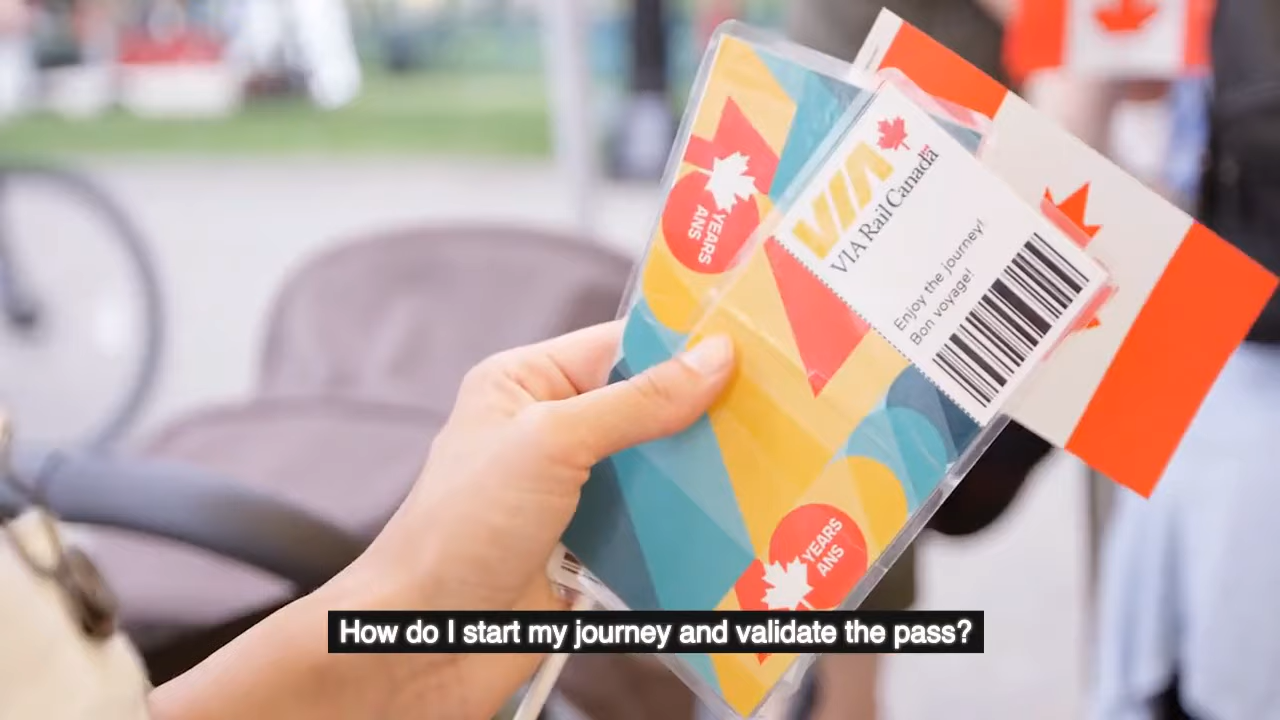 YEARS
ANS
VIA
VIA Rail Canada
Enjoy the journey!
Bon voyage!
YEARS
ANS
How do I start my journey and validate the pass?